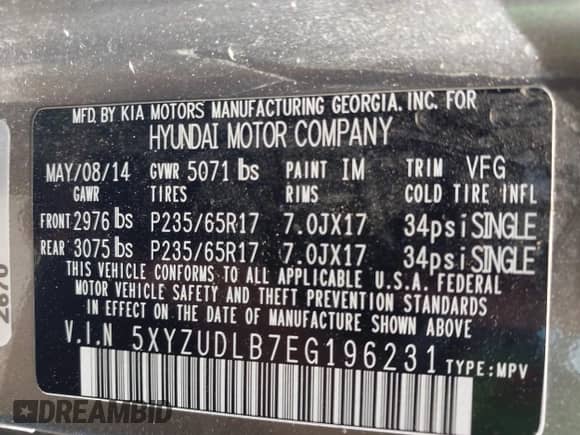 MFD. BY KIA MOTORS MANUFACTURING GEORGIA. INC. FOR
HYUNDAI MOTOR COMPANY
MAY/08/14 GVWR 5071 lbs PAINT IM TRIM VFG
GAWR TIRES RIMS COLD TIRE INFL
FRONT 2976 lbs P235/65R17 7.0JX17 34psi SINGLE
REAR 3075 lbs P235/65R17 7.0JX17 34psi SINGLE
THIS VEHICLE CONFORMS TO ALL APPLICABLE U.S.A. FEDERAL
MOTOR VEHICLE SAFETY AND THEFT PREVENTION STANDARDS
IN EFFECT ON THE DATE OF MANUFACTURE SHOWN ABOVE.
V.I.N 5XYZUDLB7EG196231 TYPE: MPV
2670
DREAMBID